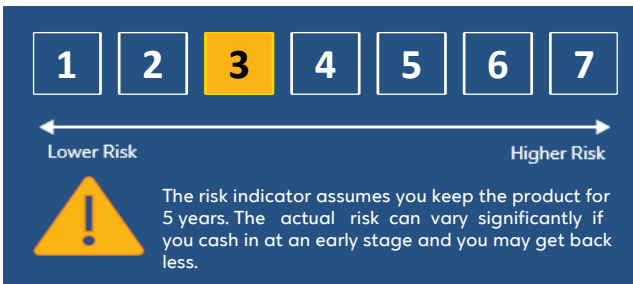 1 2 3 4 5 6 7
Lower Risk Higher Risk
The risk indicator assumes you keep the product for
5 years. The actual risk can vary significantly if
you cash in at an early stage and you may get back
less.